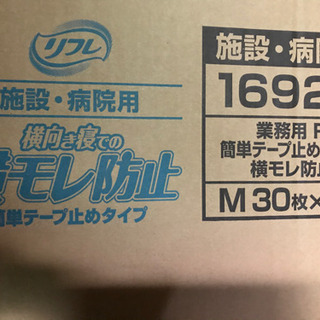 リフレ
施設・病院用
横向き寝での
モレ防止
簡単テープ止めタイプ
施設・病
1692
業務用
簡単テープ止め
横モレ防止
M 30枚×